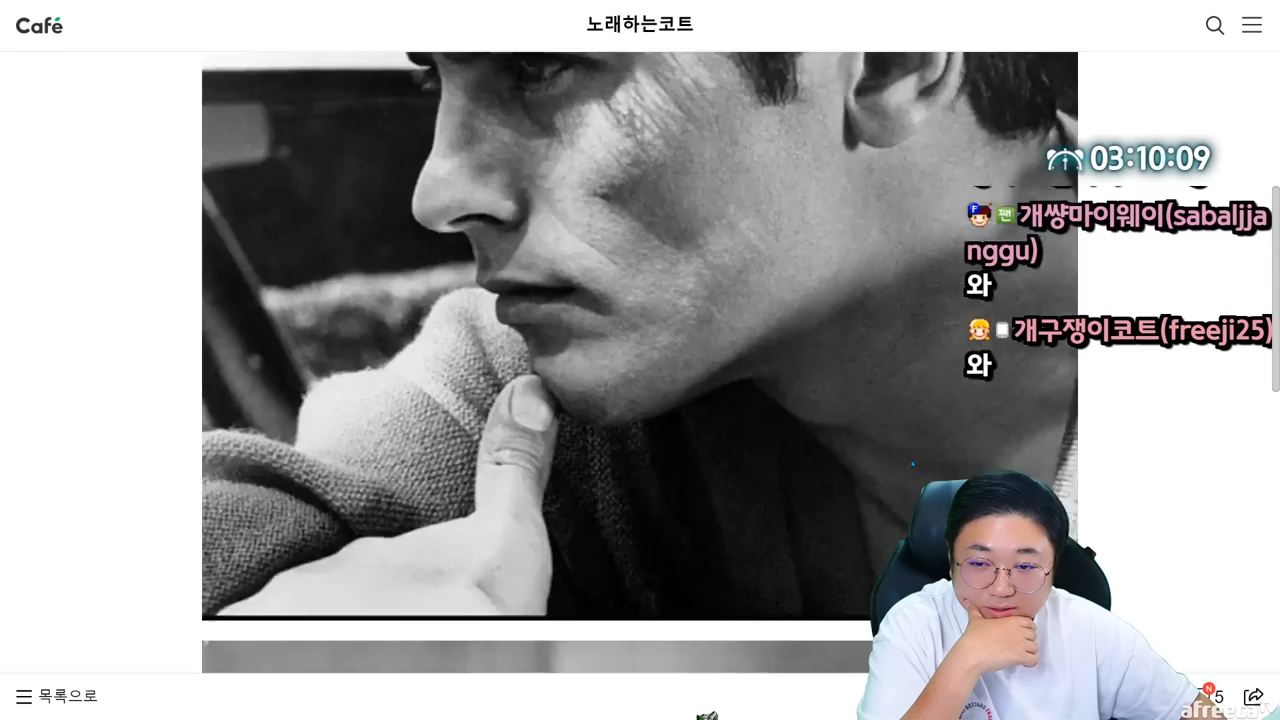 Café
노래하는코트
03:10:09
개썅마이웨이(sabaljja
nggu)
와
개구쟁이코트(freeji25)
와
목록으로
N
5
afreeca